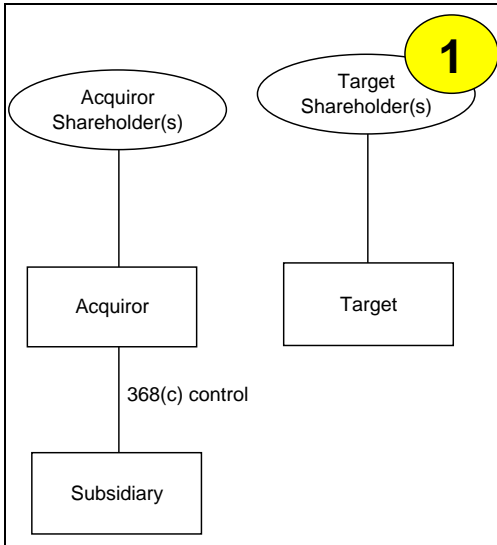 1
Acquiror
Shareholder(s)
Target
Shareholder(s)
Acquiror
Target
368(c) control
Subsidiary